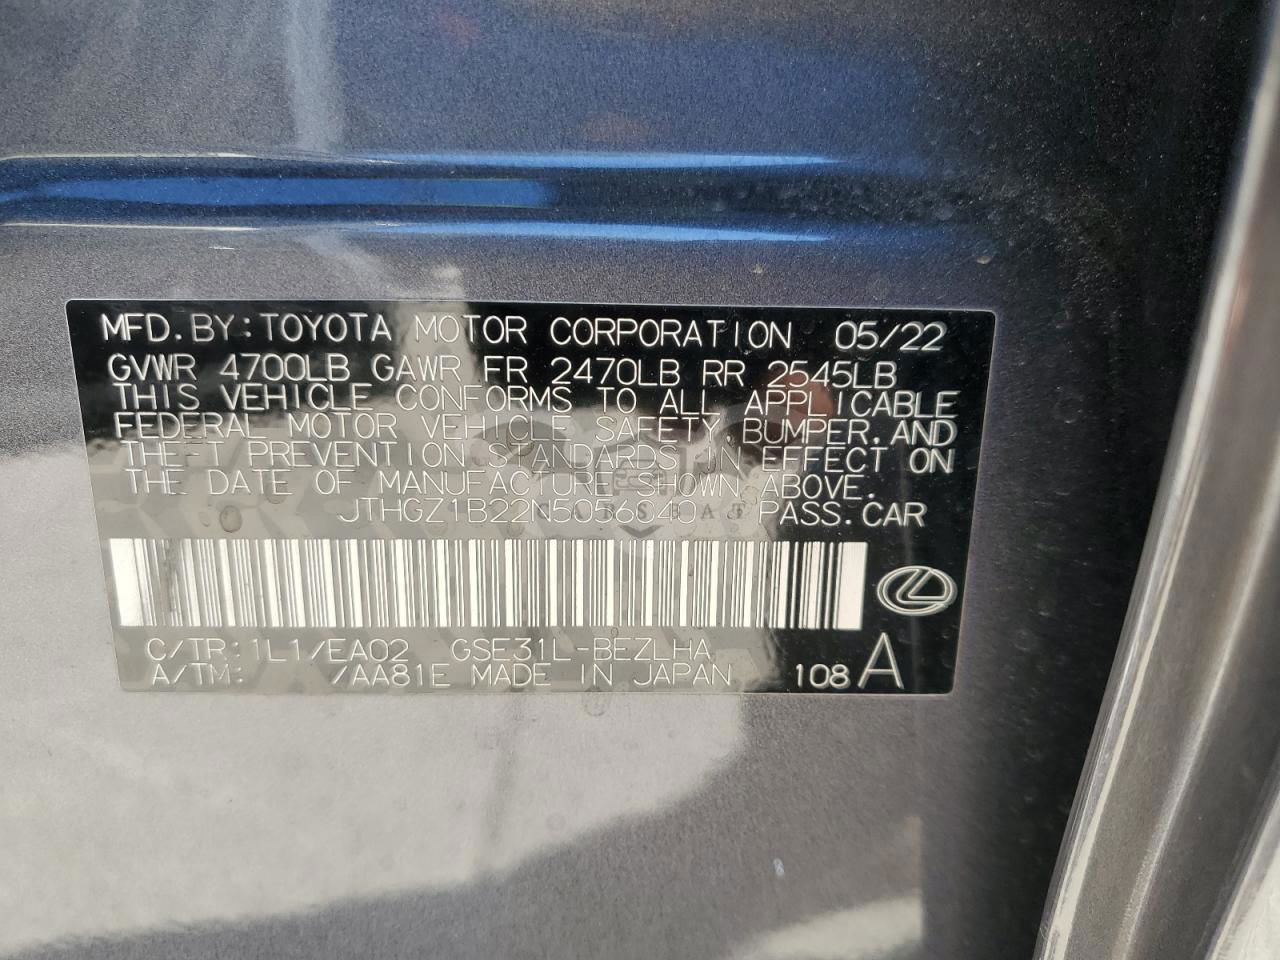 MFD. BY: TOYOTA MOTOR CORPORATION 05/22
GVWR 4700LB GAWR FR 2470LB RR 2545LB
THIS VEHICLE CONFORMS TO ALL APPLICABLE
FEDERAL MOTOR VEHICLE SAFETY, BUMPER, AND
THEFT PREVENTION STANDARDS IN EFFECT ON
THE DATE OF MANUFACTURE SHOWN ABOVE.
JTHGZ1B22N5056040 PASS. CAR
C/TR: 1L1/EA02 GSE31L-BEZLHA
A/TM: /AA81E MADE IN JAPAN 108 A